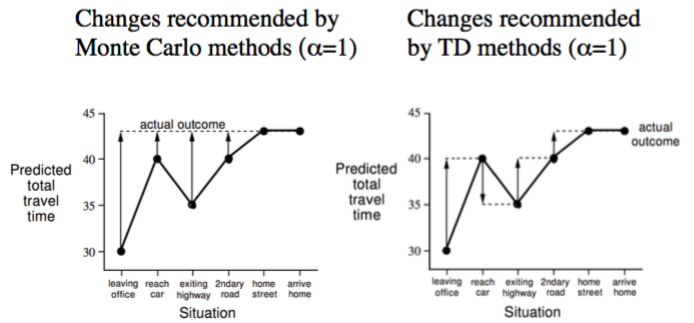 Changes recommended by
Monte Carlo methods (α=1)
Changes recommended
by TD methods (α=1)
45
40
35
30
actual outcome
Predicted
total
travel
time
leaving
office
reach
car
exiting
highway
2ndary
road
home
street
arrive
home
Situation
45
40
35
30
actual
outcome
Predicted
total
travel
time
leaving
office
reach
car
exiting
highway
2ndary
road
home
street
arrive
home
Situation